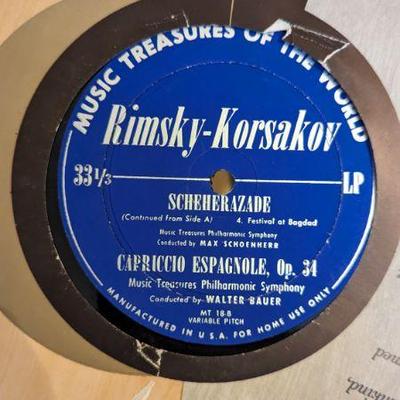 MUSIC TREASURES OF THE WORLD
Rimsky-Korsakov
33 1/3 LP
SCHEHERAZADE
(Continued From Side A) 4. Festival at Bagdad
Music Treasures Philharmonic Symphony
Conducted by MAX SCHOENHERR
CAPRICCIO ESPAGNOLE, Op. 34
Music Treasures Philharmonic Symphony
Conducted by WALTER BAUER
MT 18-B
VARIABLE PITCH
MANUFACTURED IN U.S.A. FOR HOME USE ONLY